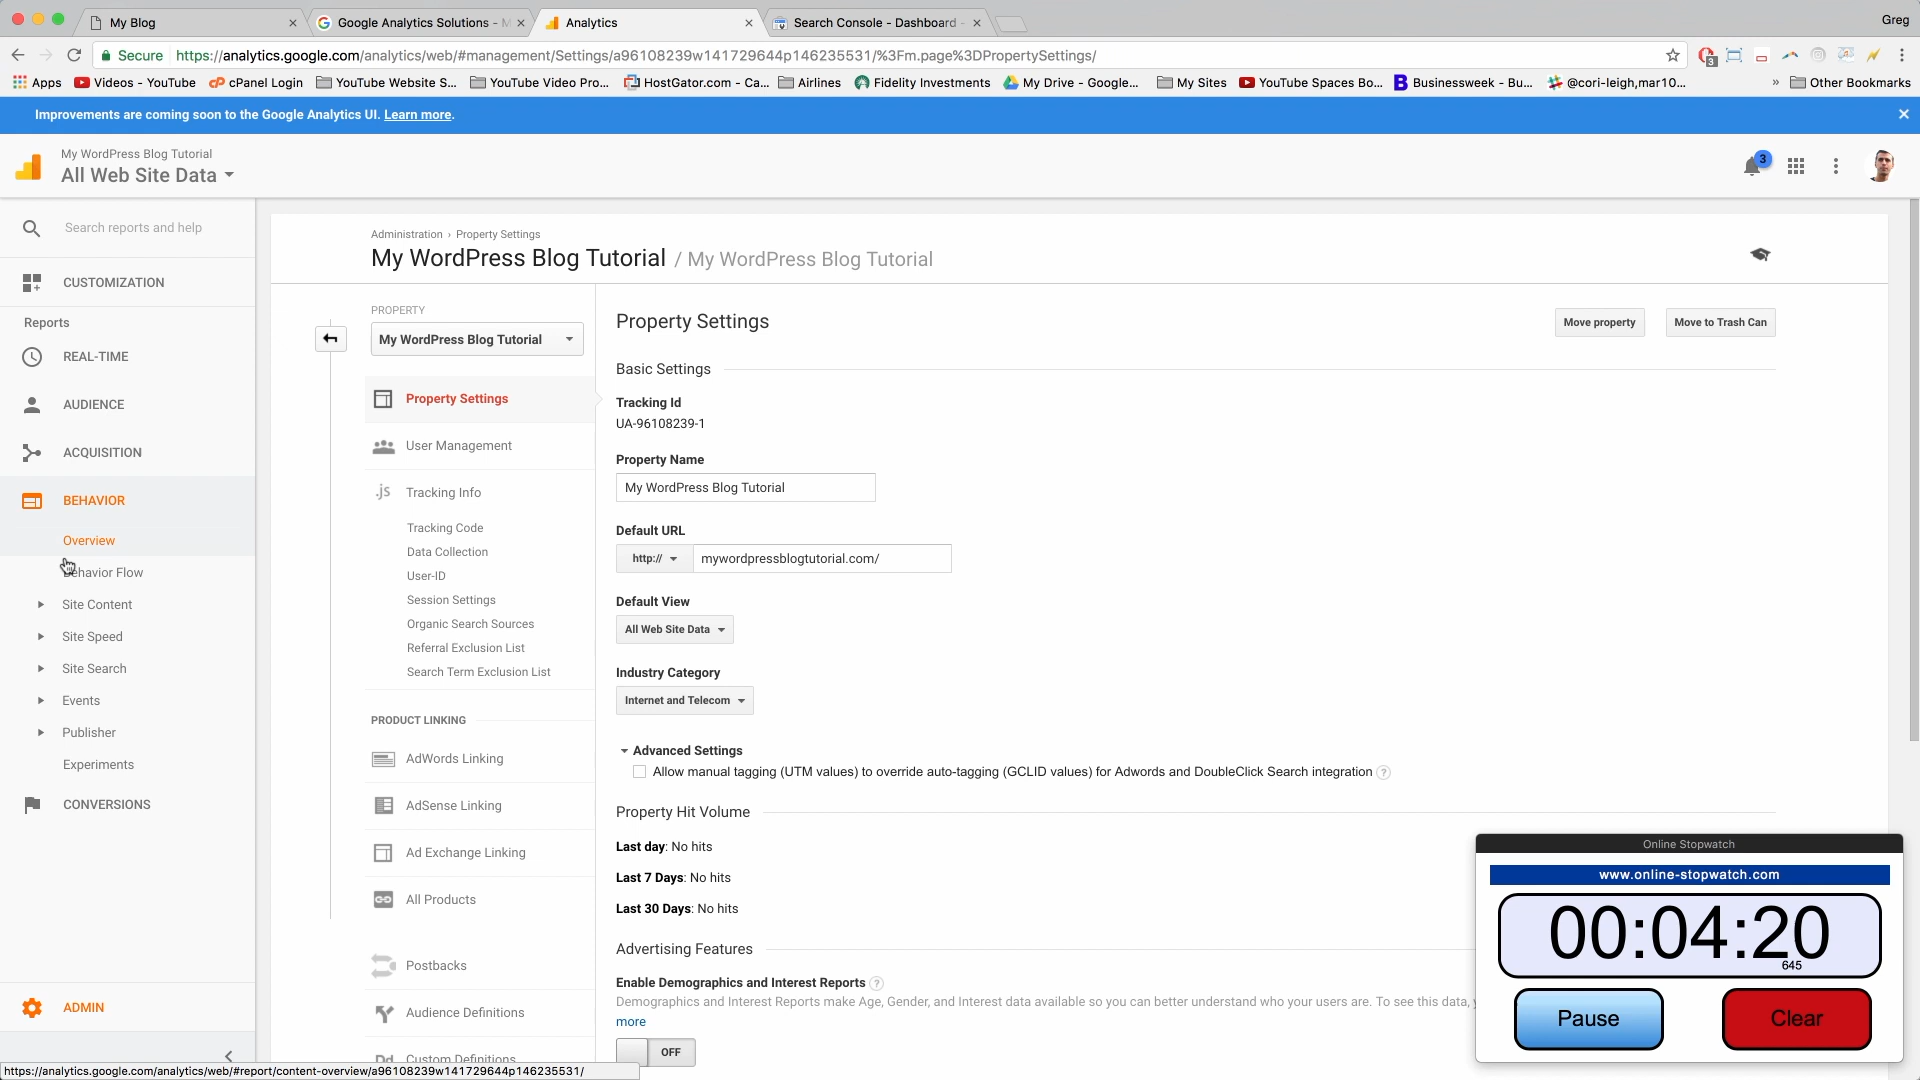 My Blog
Google Analytics Solutions - M
Analytics
Search Console - Dashboard -
Greg
Secure https://analytics.google.com/analytics/web/#management/Settings/a96108239w141729644p146235531/%3Fm.page%3DPropertySettings/
3
Apps Videos - YouTube cPanel Login YouTube Website S... YouTube Video Pro... HostGator.com - Ca... Airlines Fidelity Investments My Drive - Google... My Sites YouTube Spaces Bo... Businessweek - Bu... @cori-leigh,mar10... » Other Bookmarks
Improvements are coming soon to the Google Analytics UI. Learn more.
My WordPress Blog Tutorial
All Web Site Data
3
Search reports and help
CUSTOMIZATION
Reports
REAL-TIME
AUDIENCE
ACQUISITION
BEHAVIOR
Overview
Behavior Flow
Site Content
Site Speed
Site Search
Events
Publisher
Experiments
CONVERSIONS
ADMIN
Administration › Property Settings
My WordPress Blog Tutorial / My WordPress Blog Tutorial
PROPERTY
My WordPress Blog Tutorial
Property Settings
User Management
.js Tracking Info
Tracking Code
Data Collection
User-ID
Session Settings
Organic Search Sources
Referral Exclusion List
Search Term Exclusion List
PRODUCT LINKING
AdWords Linking
AdSense Linking
Ad Exchange Linking
All Products
Postbacks
Audience Definitions
Dd Custom Definitions
Property Settings
Move property
Move to Trash Can
Basic Settings
Tracking Id
UA-96108239-1
Property Name
My WordPress Blog Tutorial
Default URL
http:// mywordpressblogtutorial.com/
Default View
All Web Site Data
Industry Category
Internet and Telecom
Advanced Settings
Allow manual tagging (UTM values) to override auto-tagging (GCLID values) for Adwords and DoubleClick Search integration ?
Property Hit Volume
Last day: No hits
Last 7 Days: No hits
Last 30 Days: No hits
Advertising Features
Enable Demographics and Interest Reports ?
Demographics and Interest Reports make Age, Gender, and Interest data available so you can better understand who your users are. To see this data,
more
OFF
Online Stopwatch
www.online-stopwatch.com
00:04:20
645
Pause
Clear
https://analytics.google.com/analytics/web/#report/content-overview/a96108239w141729644p146235531/